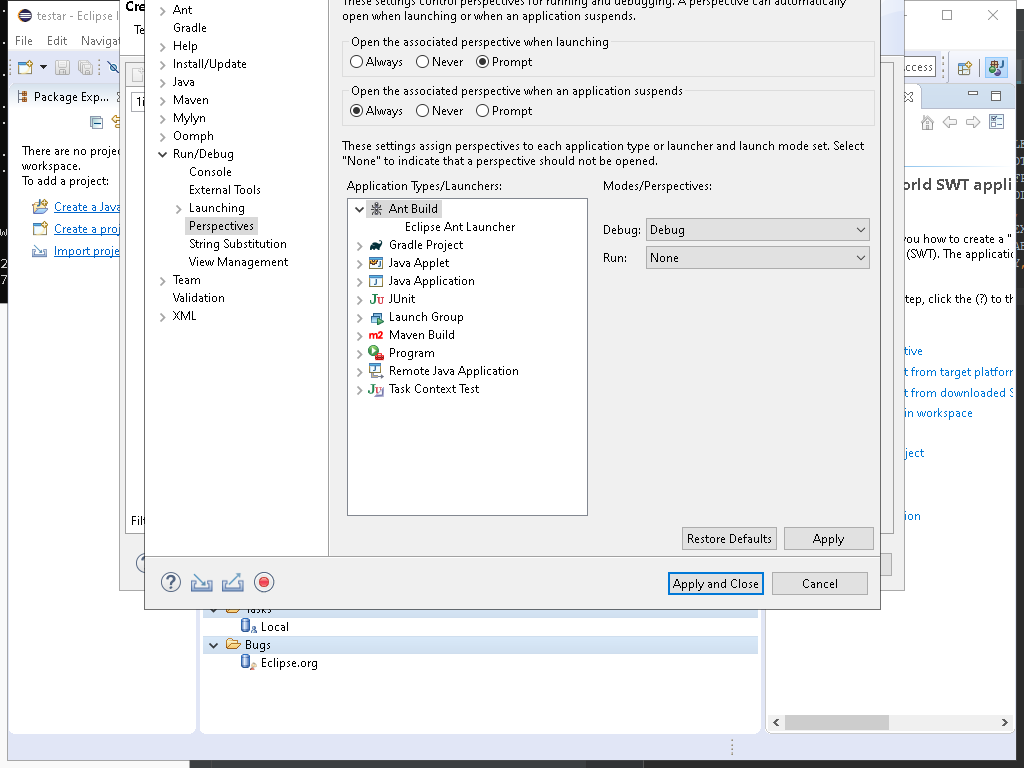 testar - Eclipse I
Cre
File Edit Navigat
Te
Package Exp...
There are no proje
workspace.
To add a project:
Create a Java
Create a proj
Import proje
Ant
Gradle
Help
Install/Update
Java
Maven
Mylyn
Oomph
Run/Debug
Console
External Tools
Launching
Perspectives
String Substitution
View Management
Team
Validation
XML
These settings control perspectives for running and debugging. A perspective can automatically
open when launching or when an application suspends.
Open the associated perspective when launching
Always Never Prompt
Open the associated perspective when an application suspends
Always Never Prompt
These settings assign perspectives to each application type or launcher and launch mode set. Select
"None" to indicate that a perspective should not be opened.
Application Types/Launchers:
Modes/Perspectives:
Ant Build
Eclipse Ant Launcher
Gradle Project
Java Applet
Java Application
JUnit
Launch Group
Maven Build
Program
Remote Java Application
Task Context Test
Debug: Debug
Run: None
Restore Defaults Apply
Apply and Close Cancel
Filt
Tasks
Local
Bugs
Eclipse.org
ccess
orld SWT appli
you how to create a "
(SWT). The applicatio
tep, click the (?) to th
tive
t from target platform
t from downloaded S
in workspace
ject
ion